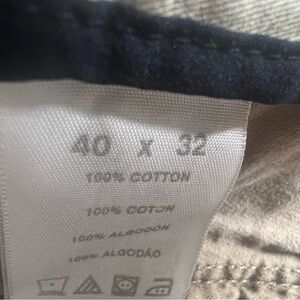 40 x 32
100% COTTON
100% COTON
100% ALGODON
100% ALGODÃO